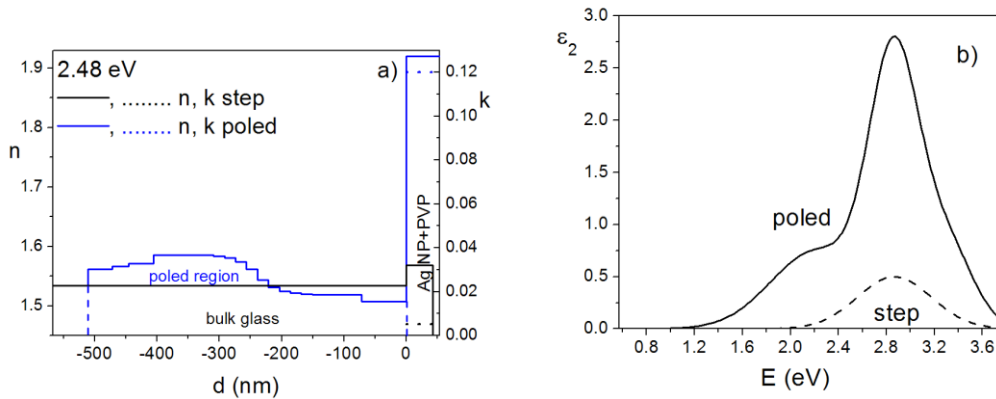 2.48 eV
a)
, ........ n, k step
, ........ n, k poled
n
1.9
1.8
1.7
1.6
1.5
k
0.12
0.10
0.08
0.06
0.04
0.02
0.00
Ag NP+PVP
poled region
bulk glass
-500 -400 -300 -200 -100 0
d (nm)
ε2
b)
3.0
2.5
2.0
1.5
1.0
0.5
0.0
poled
step
0.8 1.2 1.6 2.0 2.4 2.8 3.2 3.6
E (eV)